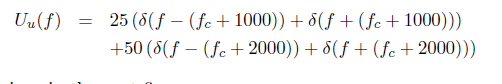 U_u(f) = 25 (δ(f − (f_c + 1000)) + δ(f + (f_c + 1000)))
+50 (δ(f − (f_c + 2000)) + δ(f + (f_c + 2000)))